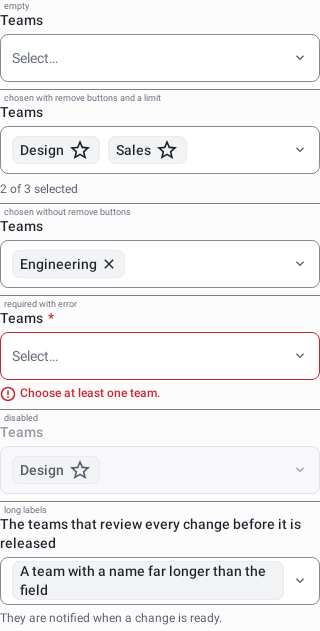 empty
Teams
Select...
chosen with remove buttons and a limit
Teams
Design Sales
2 of 3 selected
chosen without remove buttons
Teams
Engineering
required with error
Teams *
Select...
Choose at least one team.
disabled
Teams
Design
long labels
The teams that review every change before it is
released
A team with a name far longer than the
field
They are notified when a change is ready.